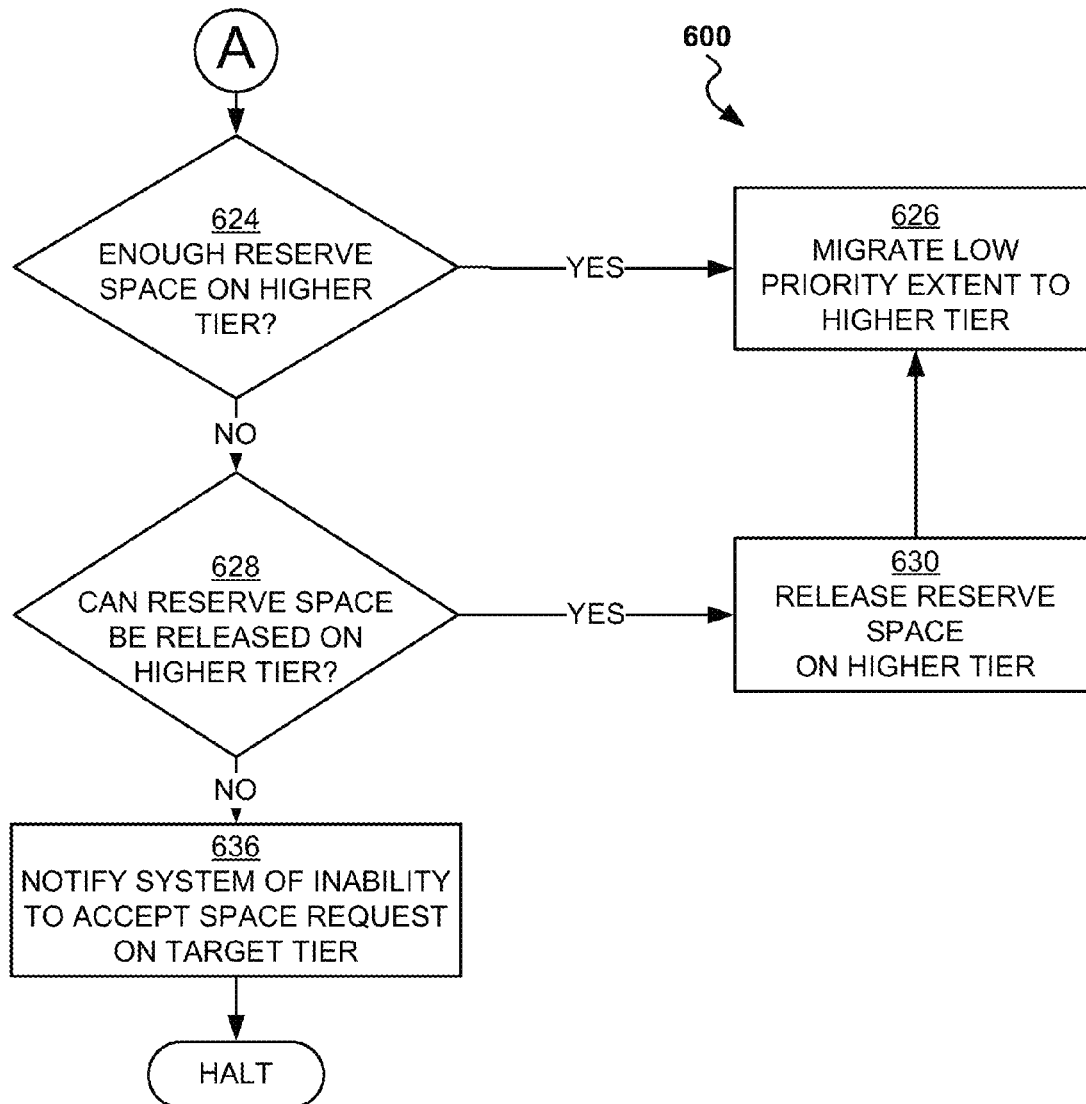 A
600
624
ENOUGH RESERVE
SPACE ON HIGHER
TIER?
YES
626
MIGRATE LOW
PRIORITY EXTENT TO
HIGHER TIER
NO
628
CAN RESERVE SPACE
BE RELEASED ON
HIGHER TIER?
YES
630
RELEASE RESERVE
SPACE
ON HIGHER TIER
NO
636
NOTIFY SYSTEM OF INABILITY
TO ACCEPT SPACE REQUEST
ON TARGET TIER
HALT